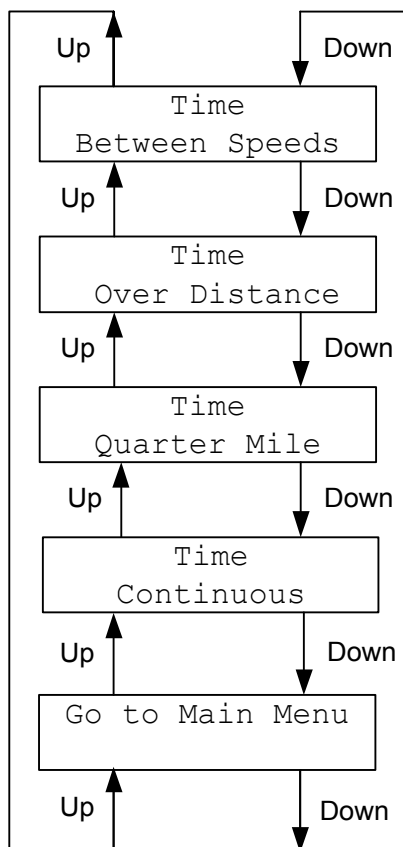 Up Down
Time
Between Speeds
Up Down
Time
Over Distance
Up Down
Time
Quarter Mile
Up Down
Time
Continuous
Up Down
Go to Main Menu
Up Down